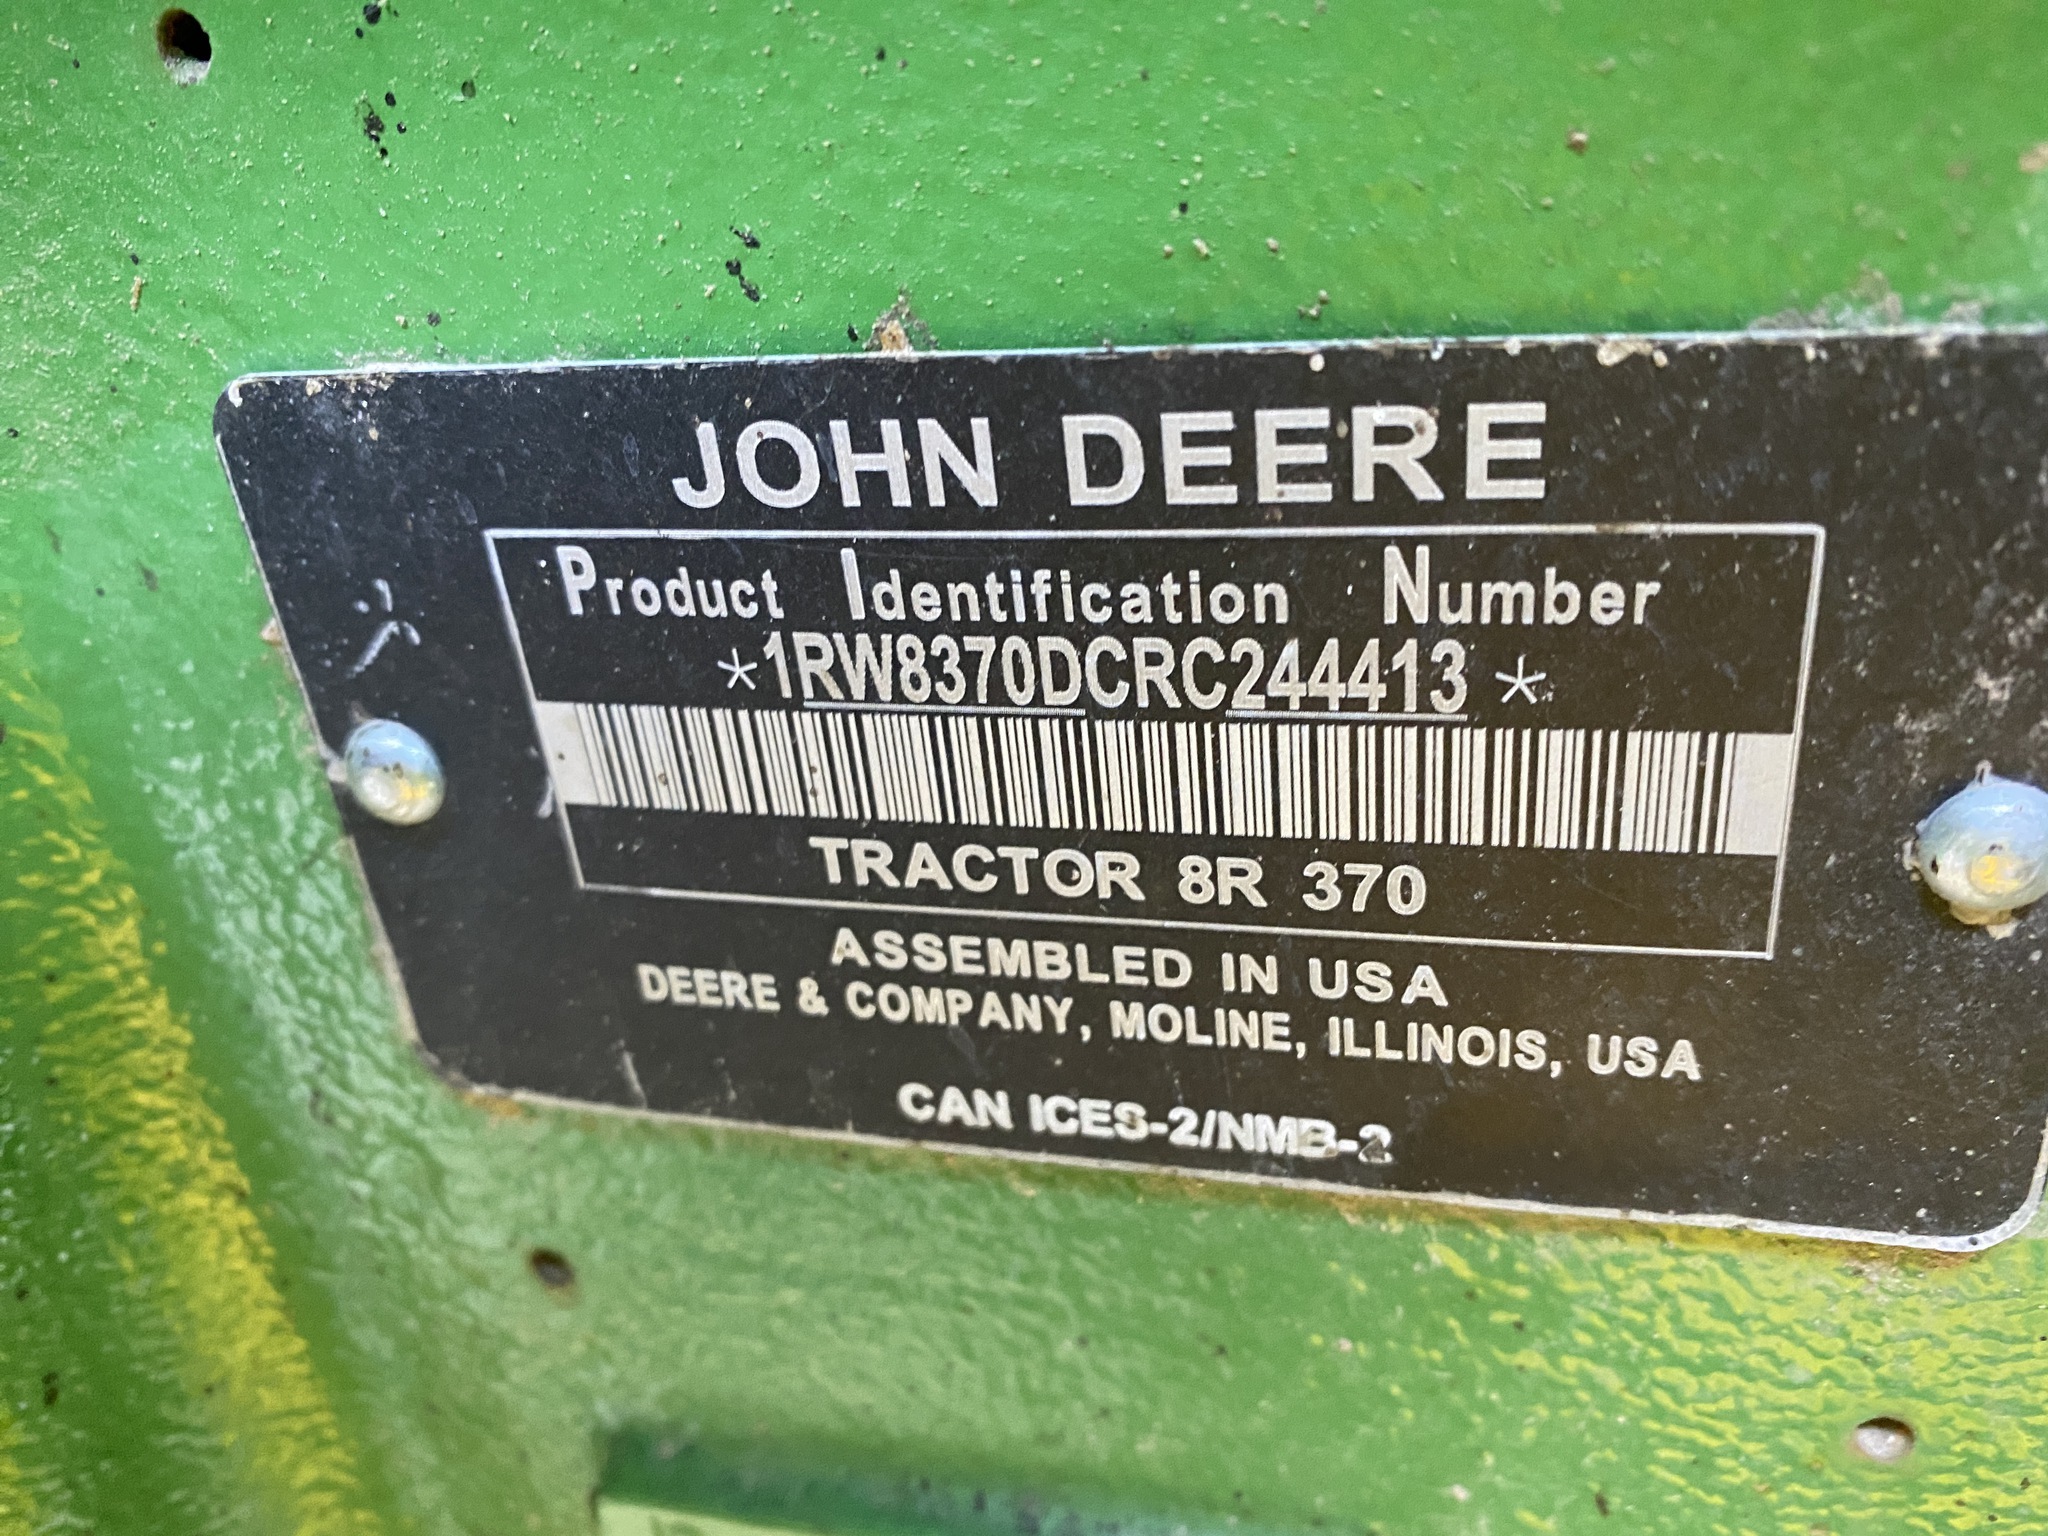 JOHN DEERE
Product Identification Number
*1RW8370DCRC244413*
TRACTOR 8R 370
ASSEMBLED IN USA
DEERE & COMPANY, MOLINE, ILLINOIS, USA
CAN ICES-2/NMB-2